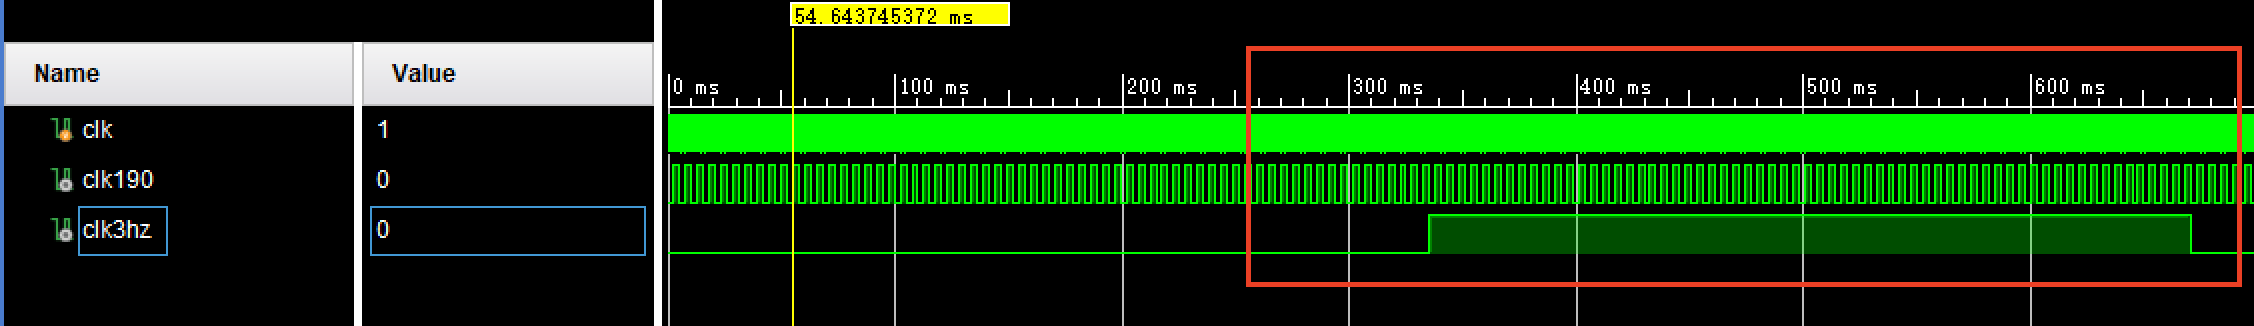 54.643745372 ms
Name Value
0 ms 100 ms 200 ms 300 ms 400 ms 500 ms 600 ms
clk 1
clk190 0
clk3hz 0